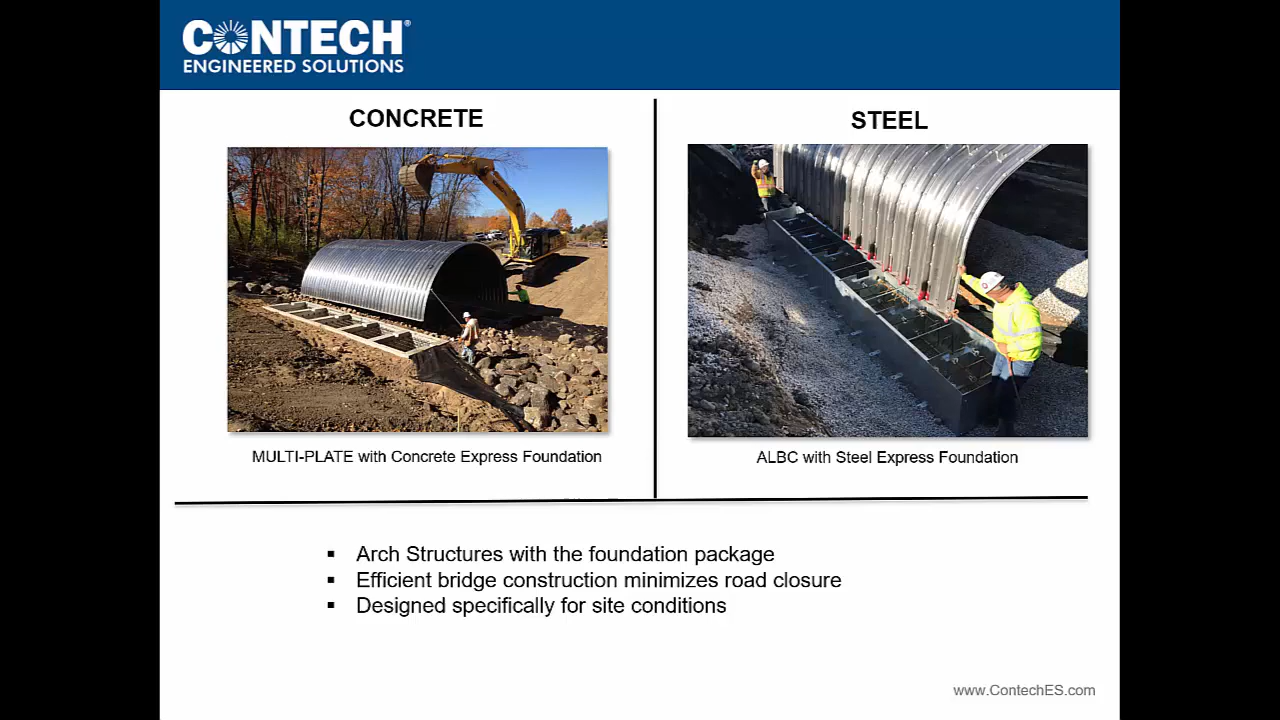 CONTECH®
ENGINEERED SOLUTIONS
CONCRETE
STEEL
MULTI-PLATE with Concrete Express Foundation
ALBC with Steel Express Foundation
▪ Arch Structures with the foundation package
▪ Efficient bridge construction minimizes road closure
▪ Designed specifically for site conditions
www.ContechES.com